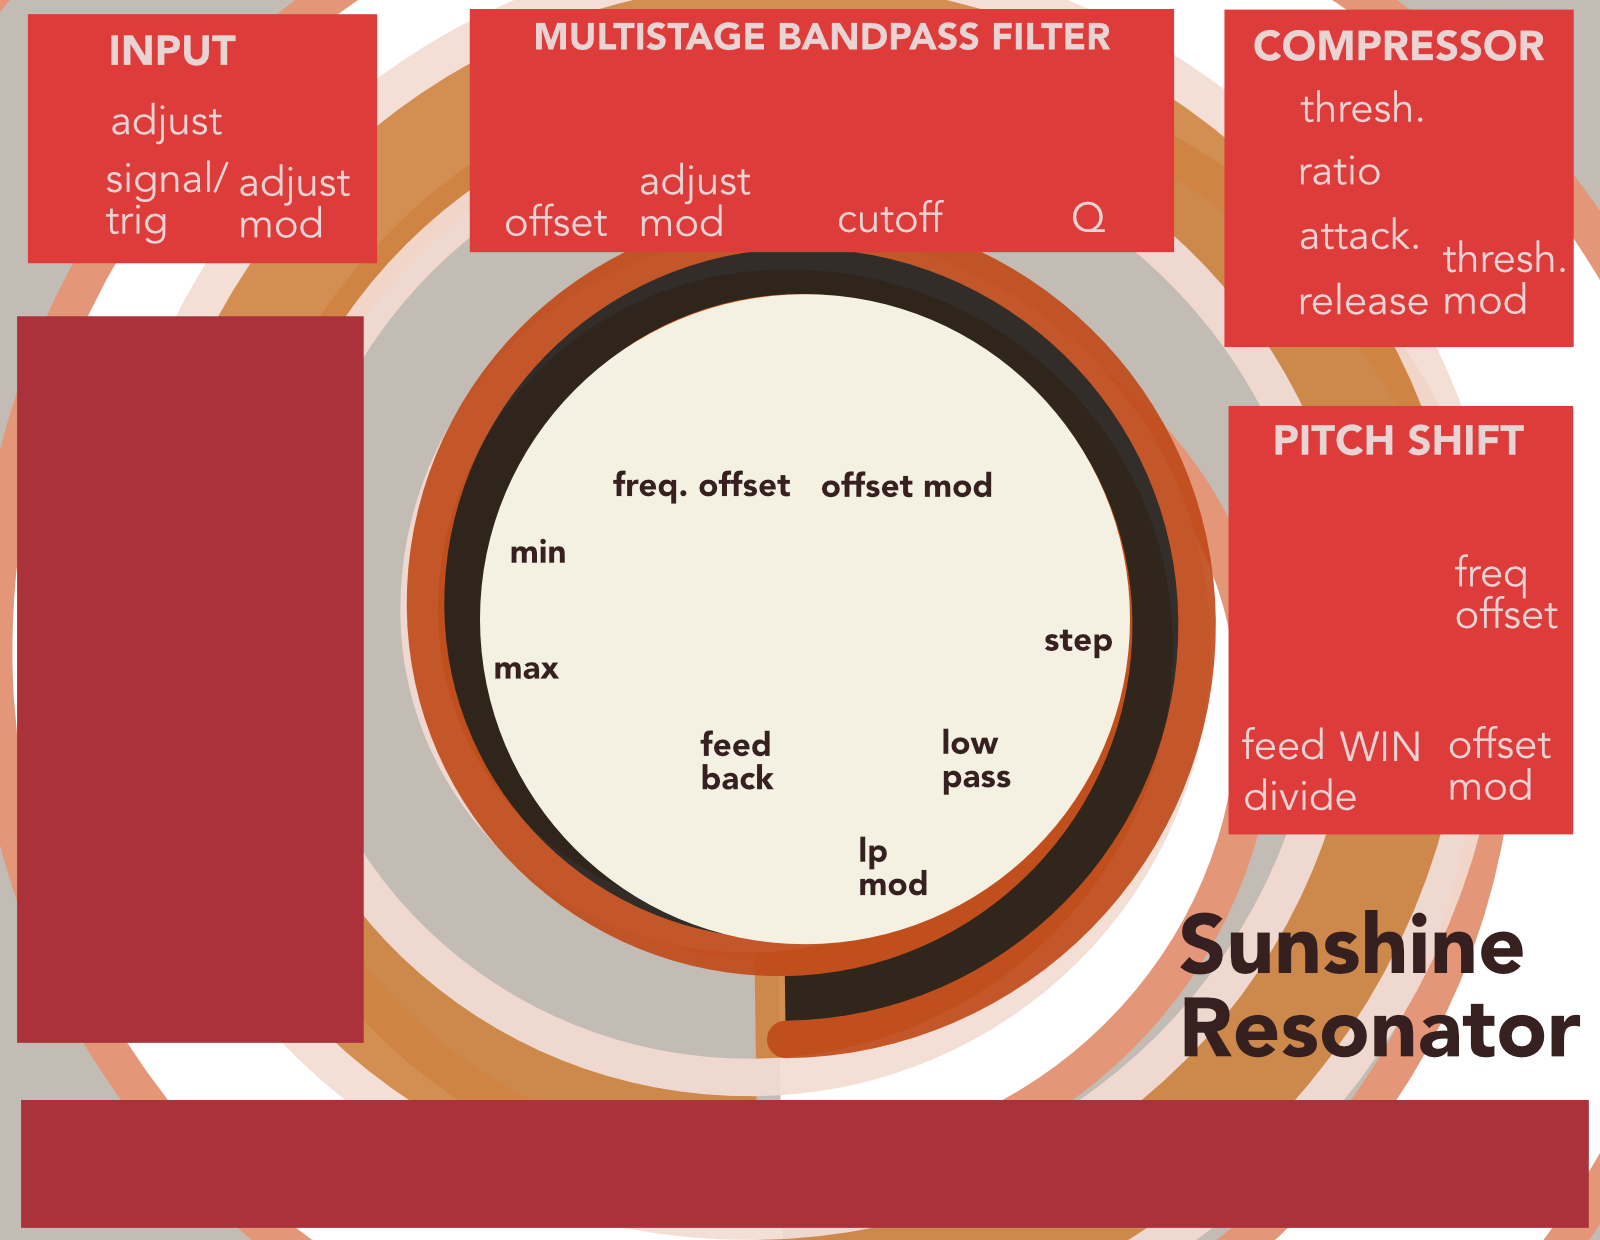 INPUT
adjust
signal/
trig
adjust
mod
MULTISTAGE BANDPASS FILTER
offset
adjust
mod
cutoff
Q
COMPRESSOR
thresh.
ratio
attack.
release
thresh.
mod
freq. offset
offset mod
min
max
step
feed
back
low
pass
lp
mod
PITCH SHIFT
freq
offset
feed WIN
divide
offset
mod
Sunshine
Resonator